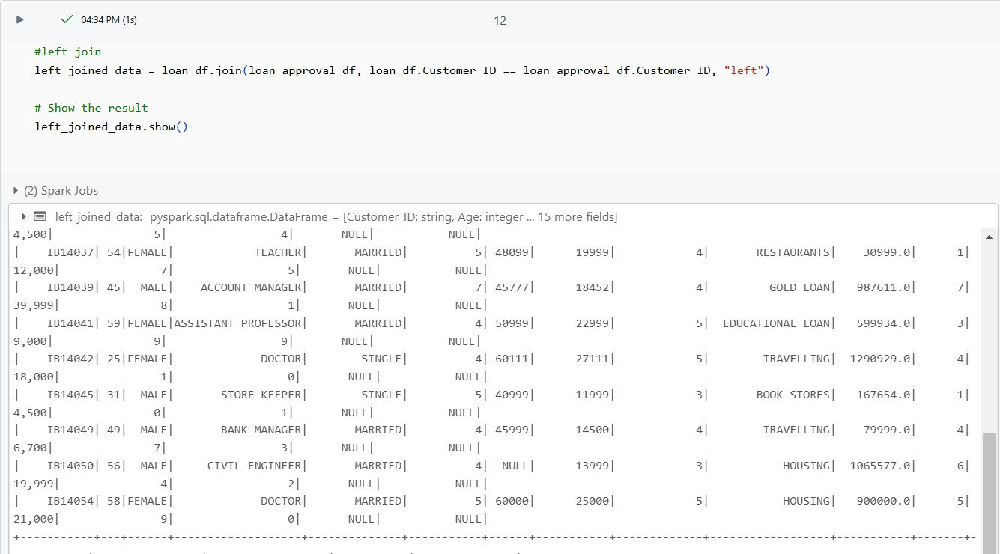 04:34 PM (1s)
12
#left join
left_joined_data = loan_df.join(loan_approval_df, loan_df.Customer_ID == loan_approval_df.Customer_ID, "left")
# Show the result
left_joined_data.show()
(2) Spark Jobs
left_joined_data: pyspark.sql.dataframe.DataFrame = [Customer_ID: string, Age: integer ... 15 more fields]
4,500| 5| 4| NULL| NULL|
| IB14037| 54|FEMALE| TEACHER| MARRIED| 5| 48099| 19999| 4| RESTAURANTS| 30999.0| 1|
12,000| 7| 5| NULL| NULL|
| IB14039| 45| MALE| ACCOUNT MANAGER| MARRIED| 7| 45777| 18452| 4| GOLD LOAN| 987611.0| 7|
39,999| 8| 1| NULL| NULL|
| IB14041| 59|FEMALE|ASSISTANT PROFESSOR| MARRIED| 4| 50999| 22999| 5| EDUCATIONAL LOAN| 599934.0| 3|
9,000| 9| 9| NULL| NULL|
| IB14042| 25|FEMALE| DOCTOR| SINGLE| 4| 60111| 27111| 5| TRAVELLING| 1290929.0| 4|
18,000| 1| 0| NULL| NULL|
| IB14045| 31| MALE| STORE KEEPER| SINGLE| 5| 40999| 11999| 3| BOOK STORES| 167654.0| 1|
4,500| 0| 1| NULL| NULL|
| IB14049| 49| MALE| BANK MANAGER| MARRIED| 4| 45999| 14500| 4| TRAVELLING| 79999.0| 4|
6,700| 7| 3| NULL| NULL|
| IB14050| 56| MALE| CIVIL ENGINEER| MARRIED| 4| NULL| 13999| 3| HOUSING| 1065577.0| 6|
19,999| 4| 2| NULL| NULL|
| IB14054| 58|FEMALE| DOCTOR| MARRIED| 5| 60000| 25000| 5| HOUSING| 900000.0| 5|
21,000| 9| 0| NULL| NULL|
+-----------+---+------+-------------------+--------------+-----------+------+-----------+-------------+------------------+-----------+-------+-